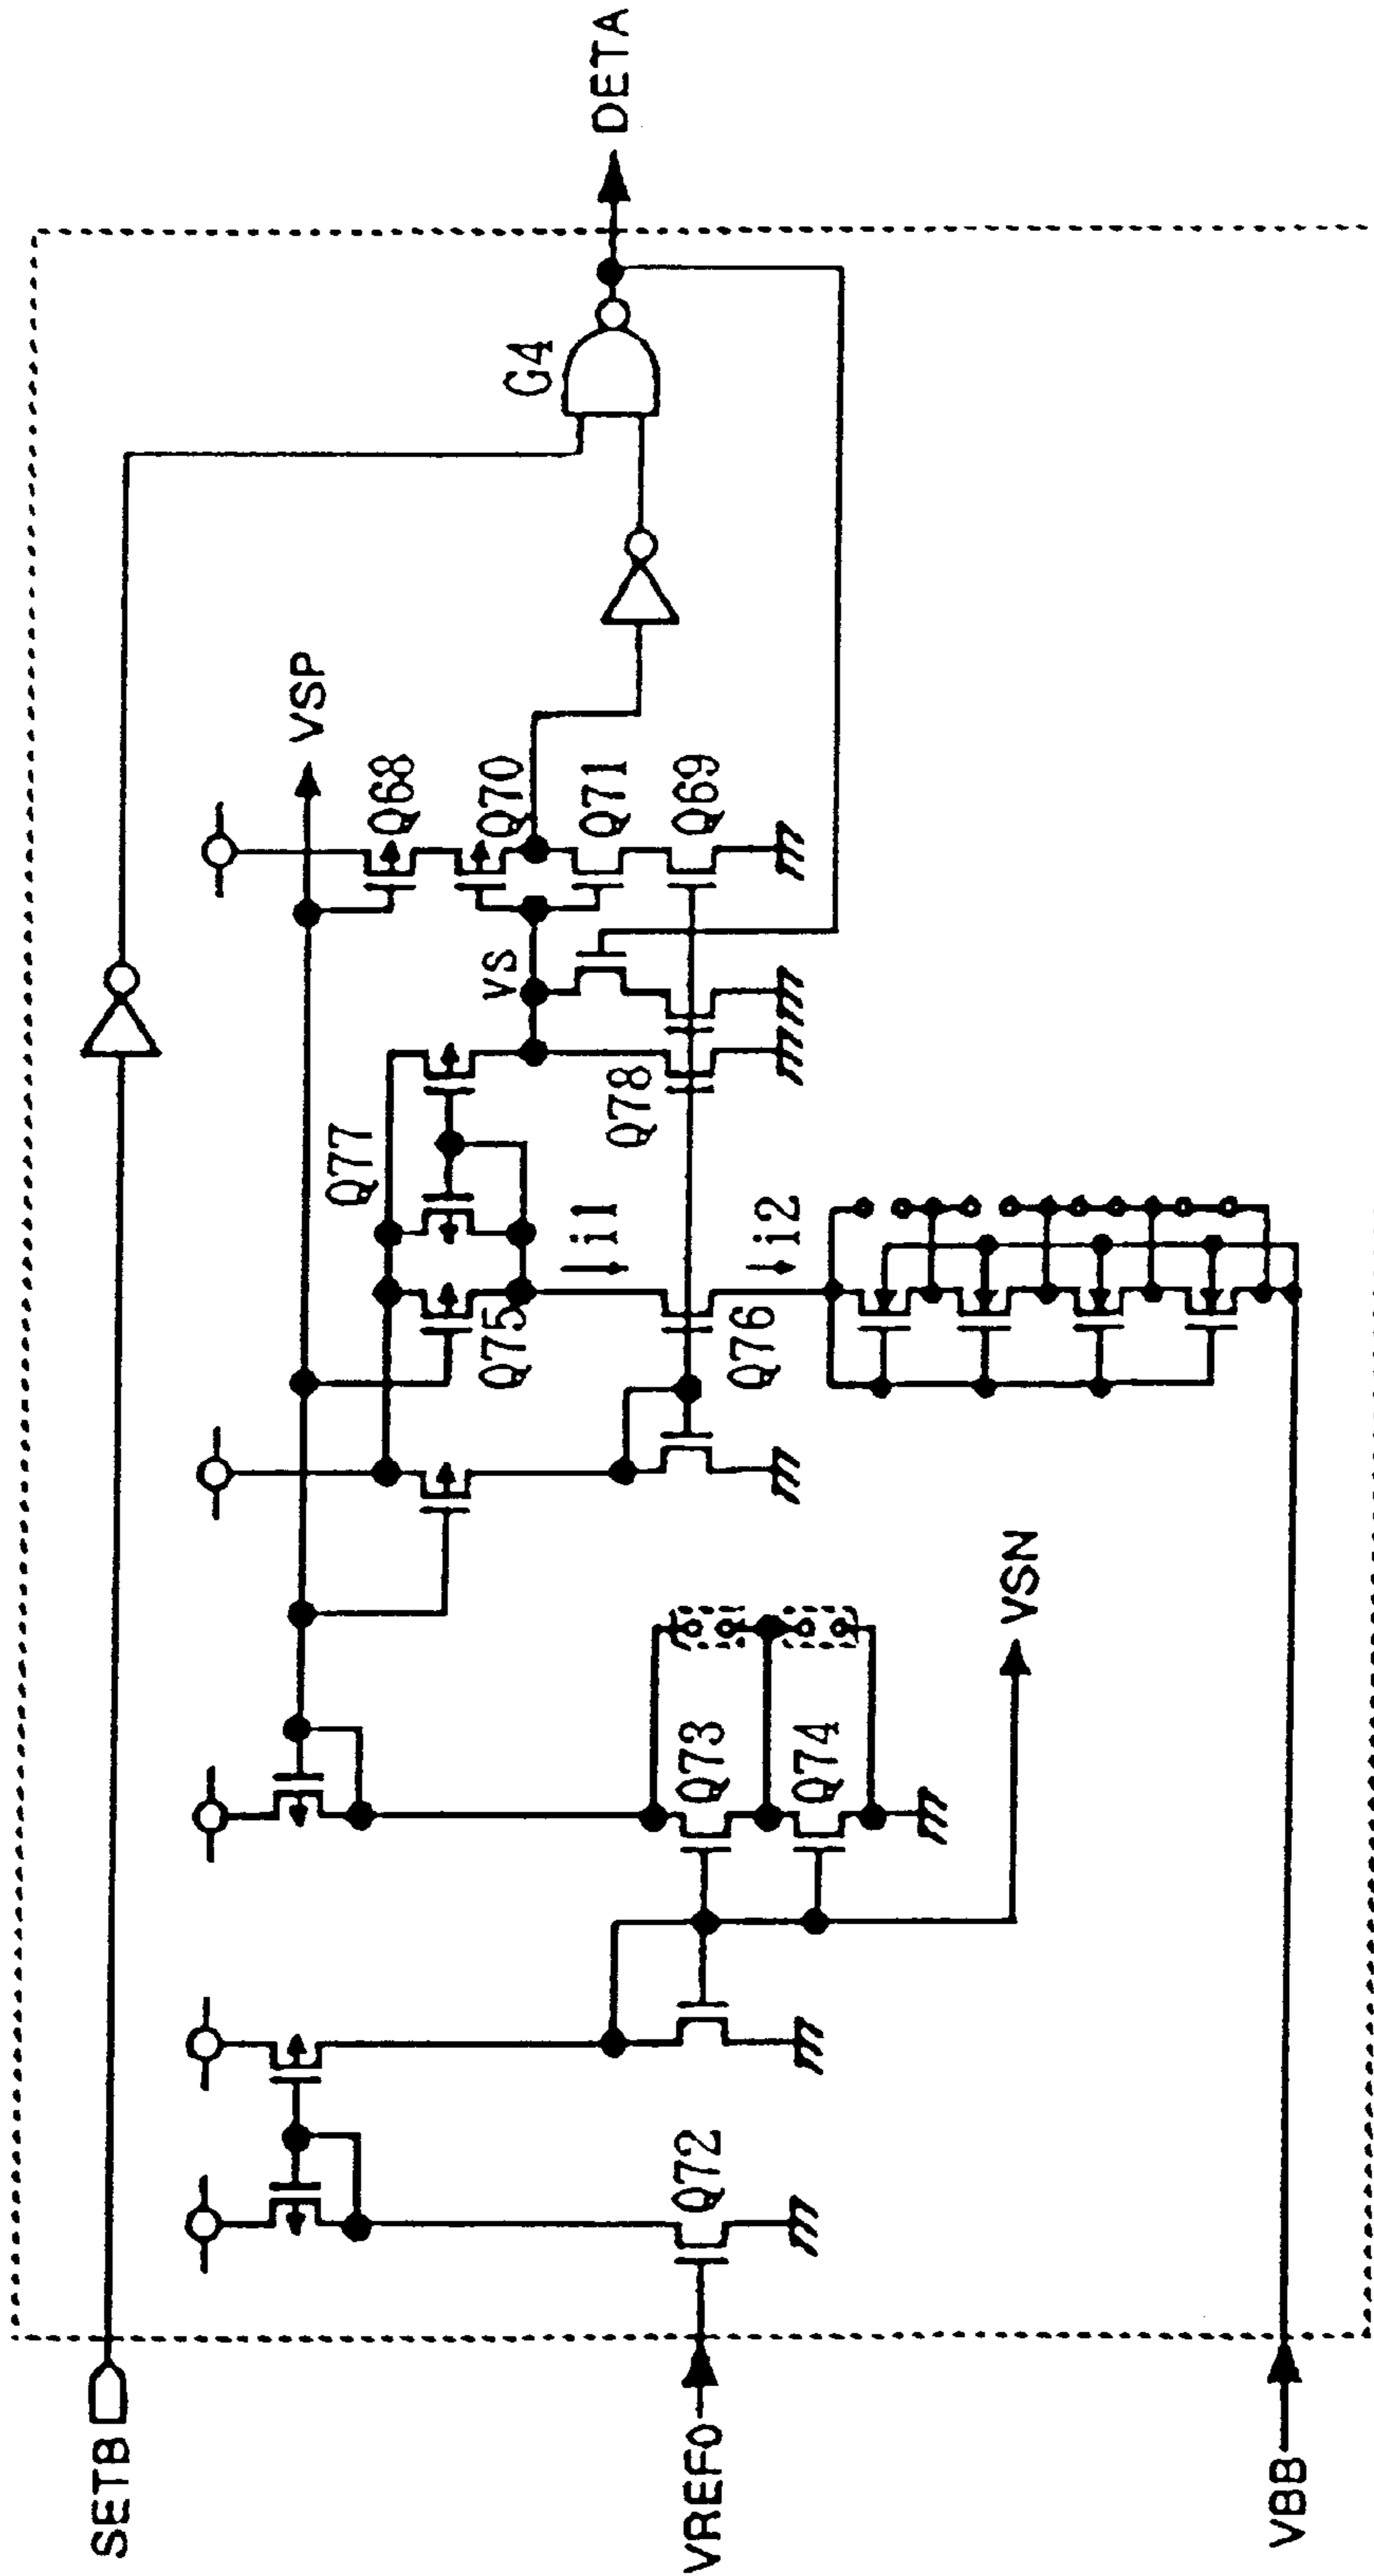 SETB
VREF0
VBB
Q72
Q73
Q74
VSN
VSP
Q75
Q76
Q77
Q78
i1
i2
VS
Q68
Q70
Q71
Q69
G4
DETA